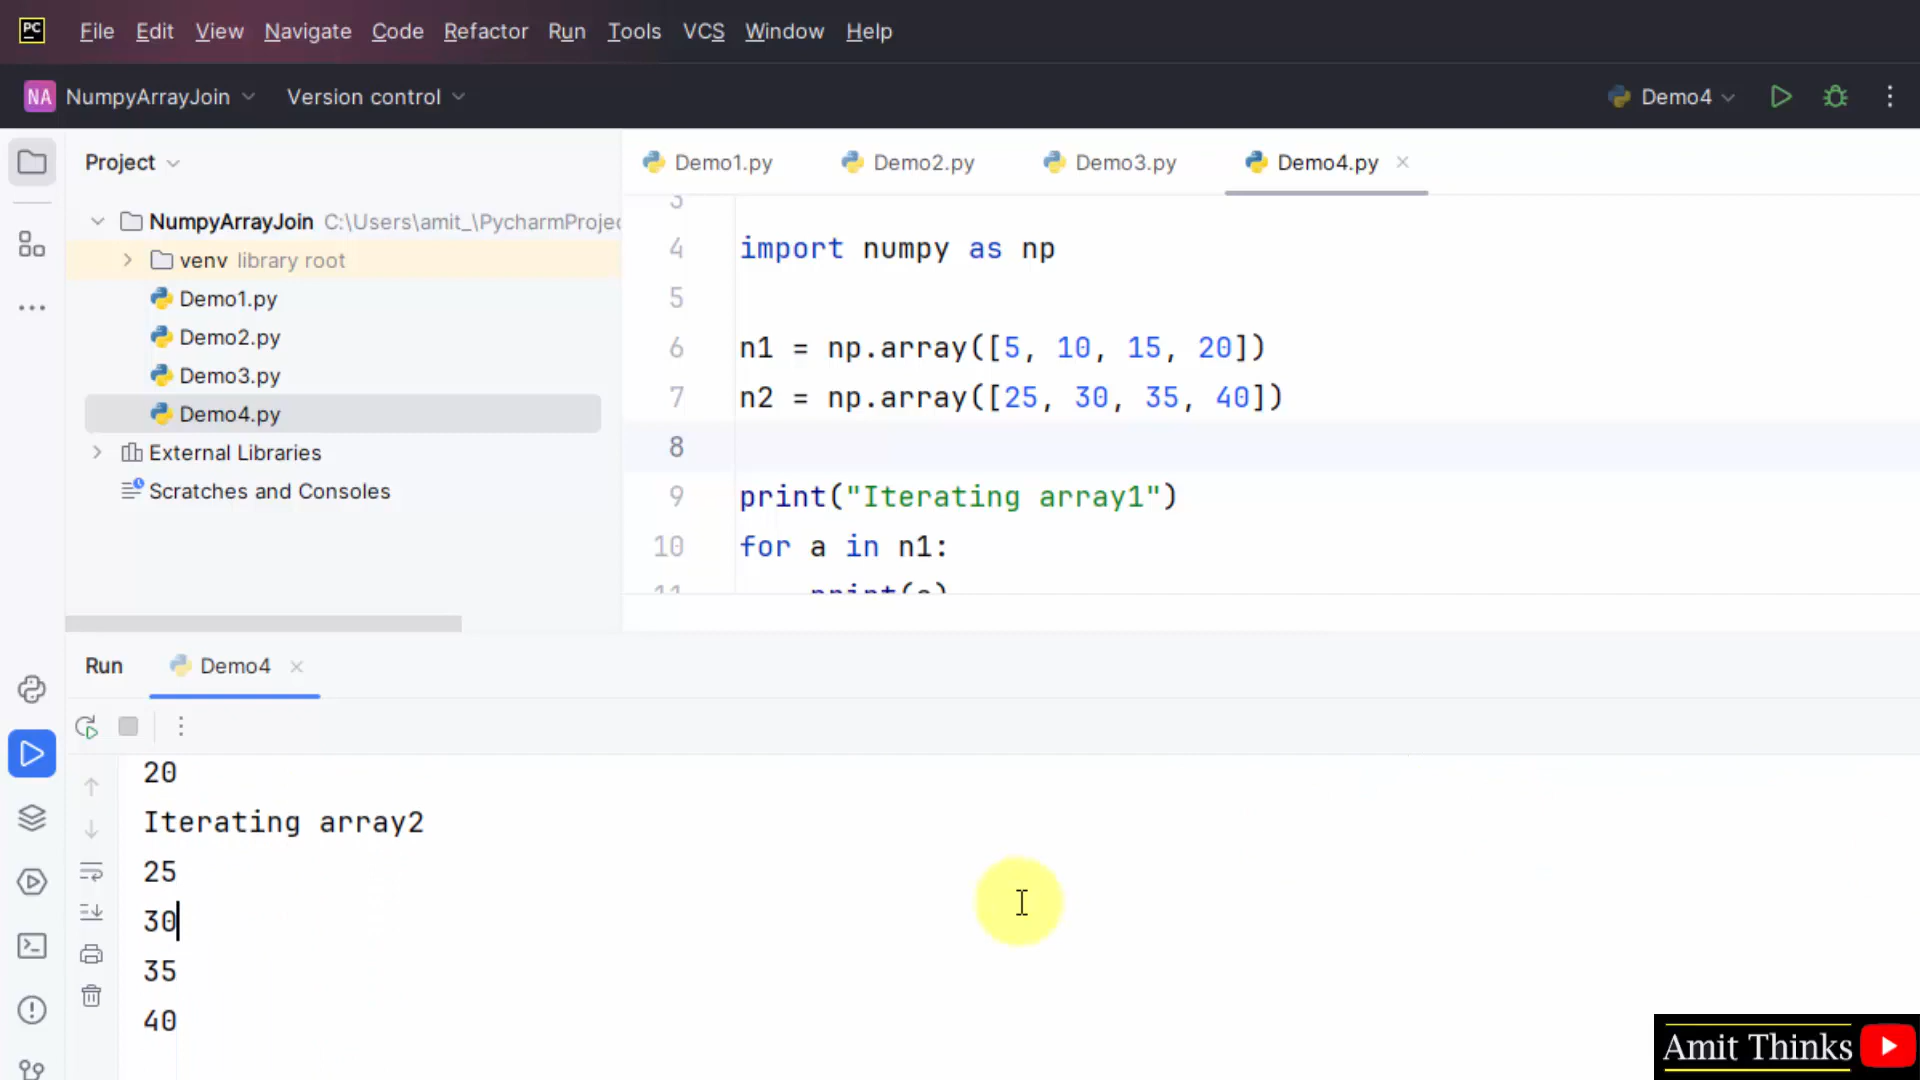 PC File Edit View Navigate Code Refactor Run Tools VCS Window Help
NA NumpyArrayJoin Version control Demo4
Project
Demo1.py Demo2.py Demo3.py Demo4.py
NumpyArrayJoin C:\Users\amit_\PycharmProjec
venv library root
Demo1.py
Demo2.py
Demo3.py
Demo4.py
External Libraries
Scratches and Consoles
3
4 import numpy as np
5
6 n1 = np.array([5, 10, 15, 20])
7 n2 = np.array([25, 30, 35, 40])
8
9 print("Iterating array1")
10 for a in n1:
11 print(a)
Run Demo4
20
Iterating array2
25
30
35
40
Amit Thinks